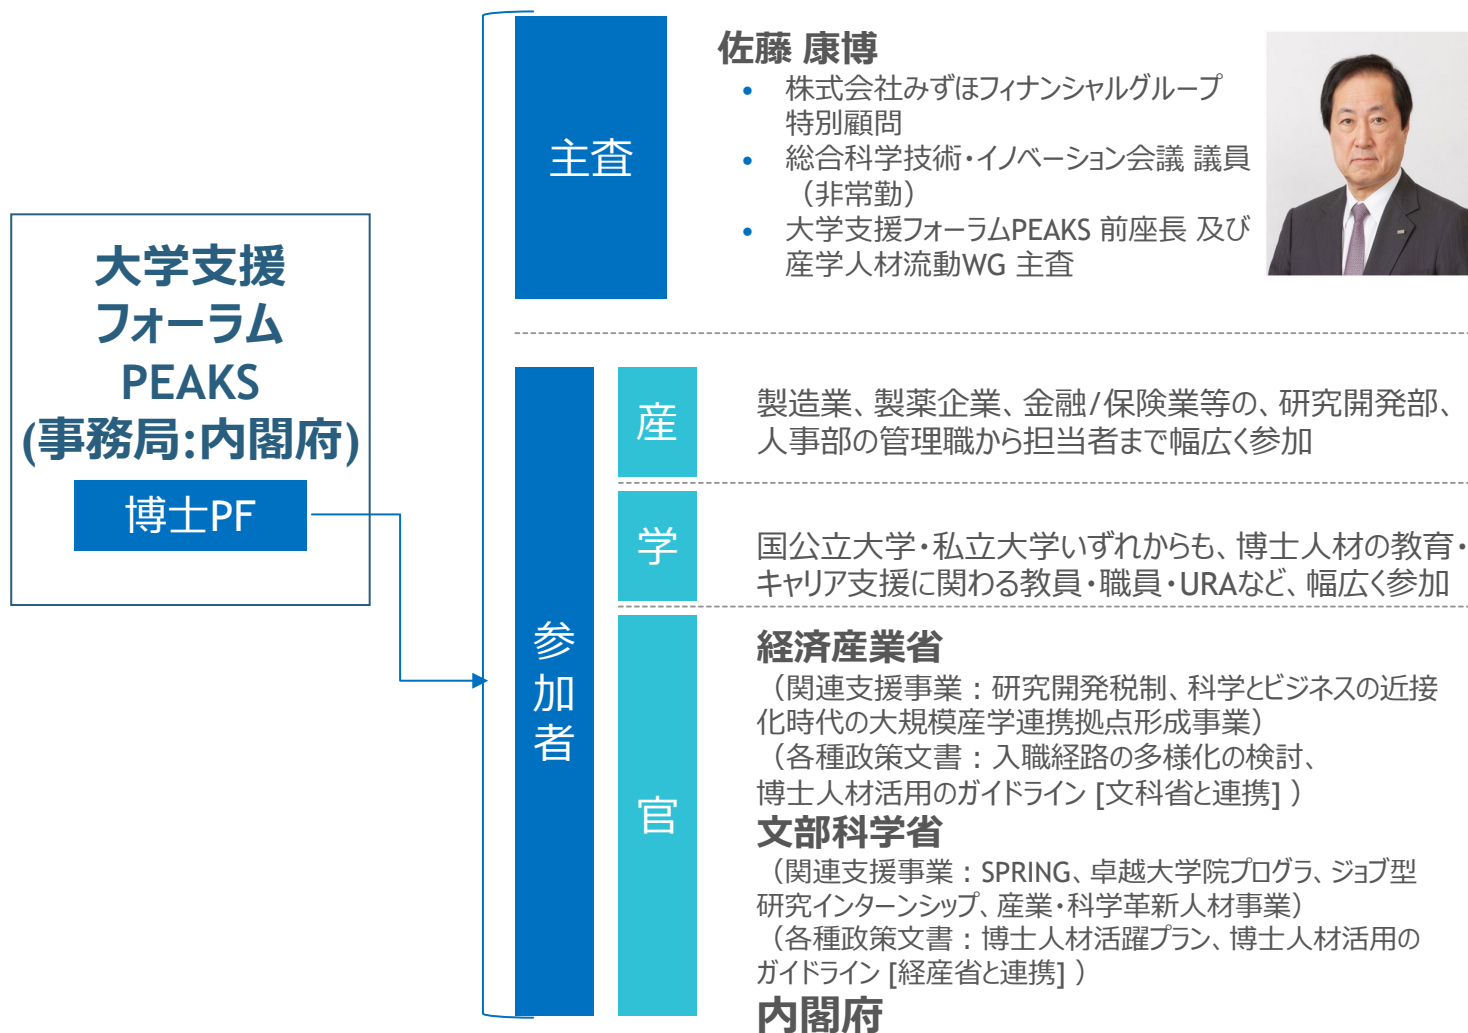 大学支援
フォーラム
PEAKS
(事務局:内閣府)
博士PF
主査
佐藤 康博
• 株式会社みずほフィナンシャルグループ
特別顧問
• 総合科学技術・イノベーション会議 議員
（非常勤）
• 大学支援フォーラムPEAKS 前座長 及び
産学人材流動WG 主査
参加者
産
製造業、製薬企業、金融/保険業等の、研究開発部、
人事部の管理職から担当者まで幅広く参加
学
国公立大学・私立大学いずれからも、博士人材の教育・
キャリア支援に関わる教員・職員・URAなど、幅広く参加
官
経済産業省
（関連支援事業：研究開発税制、科学とビジネスの近接
化時代の大規模産学連携拠点形成事業）
（各種政策文書：入職経路の多様化の検討、
博士人材活用のガイドライン [文科省と連携] ）
文部科学省
（関連支援事業：SPRING、卓越大学院プログラ、ジョブ型
研究インターンシップ、産業・科学革新人材事業）
（各種政策文書：博士人材活躍プラン、博士人材活用の
ガイドライン [経産省と連携] ）
内閣府